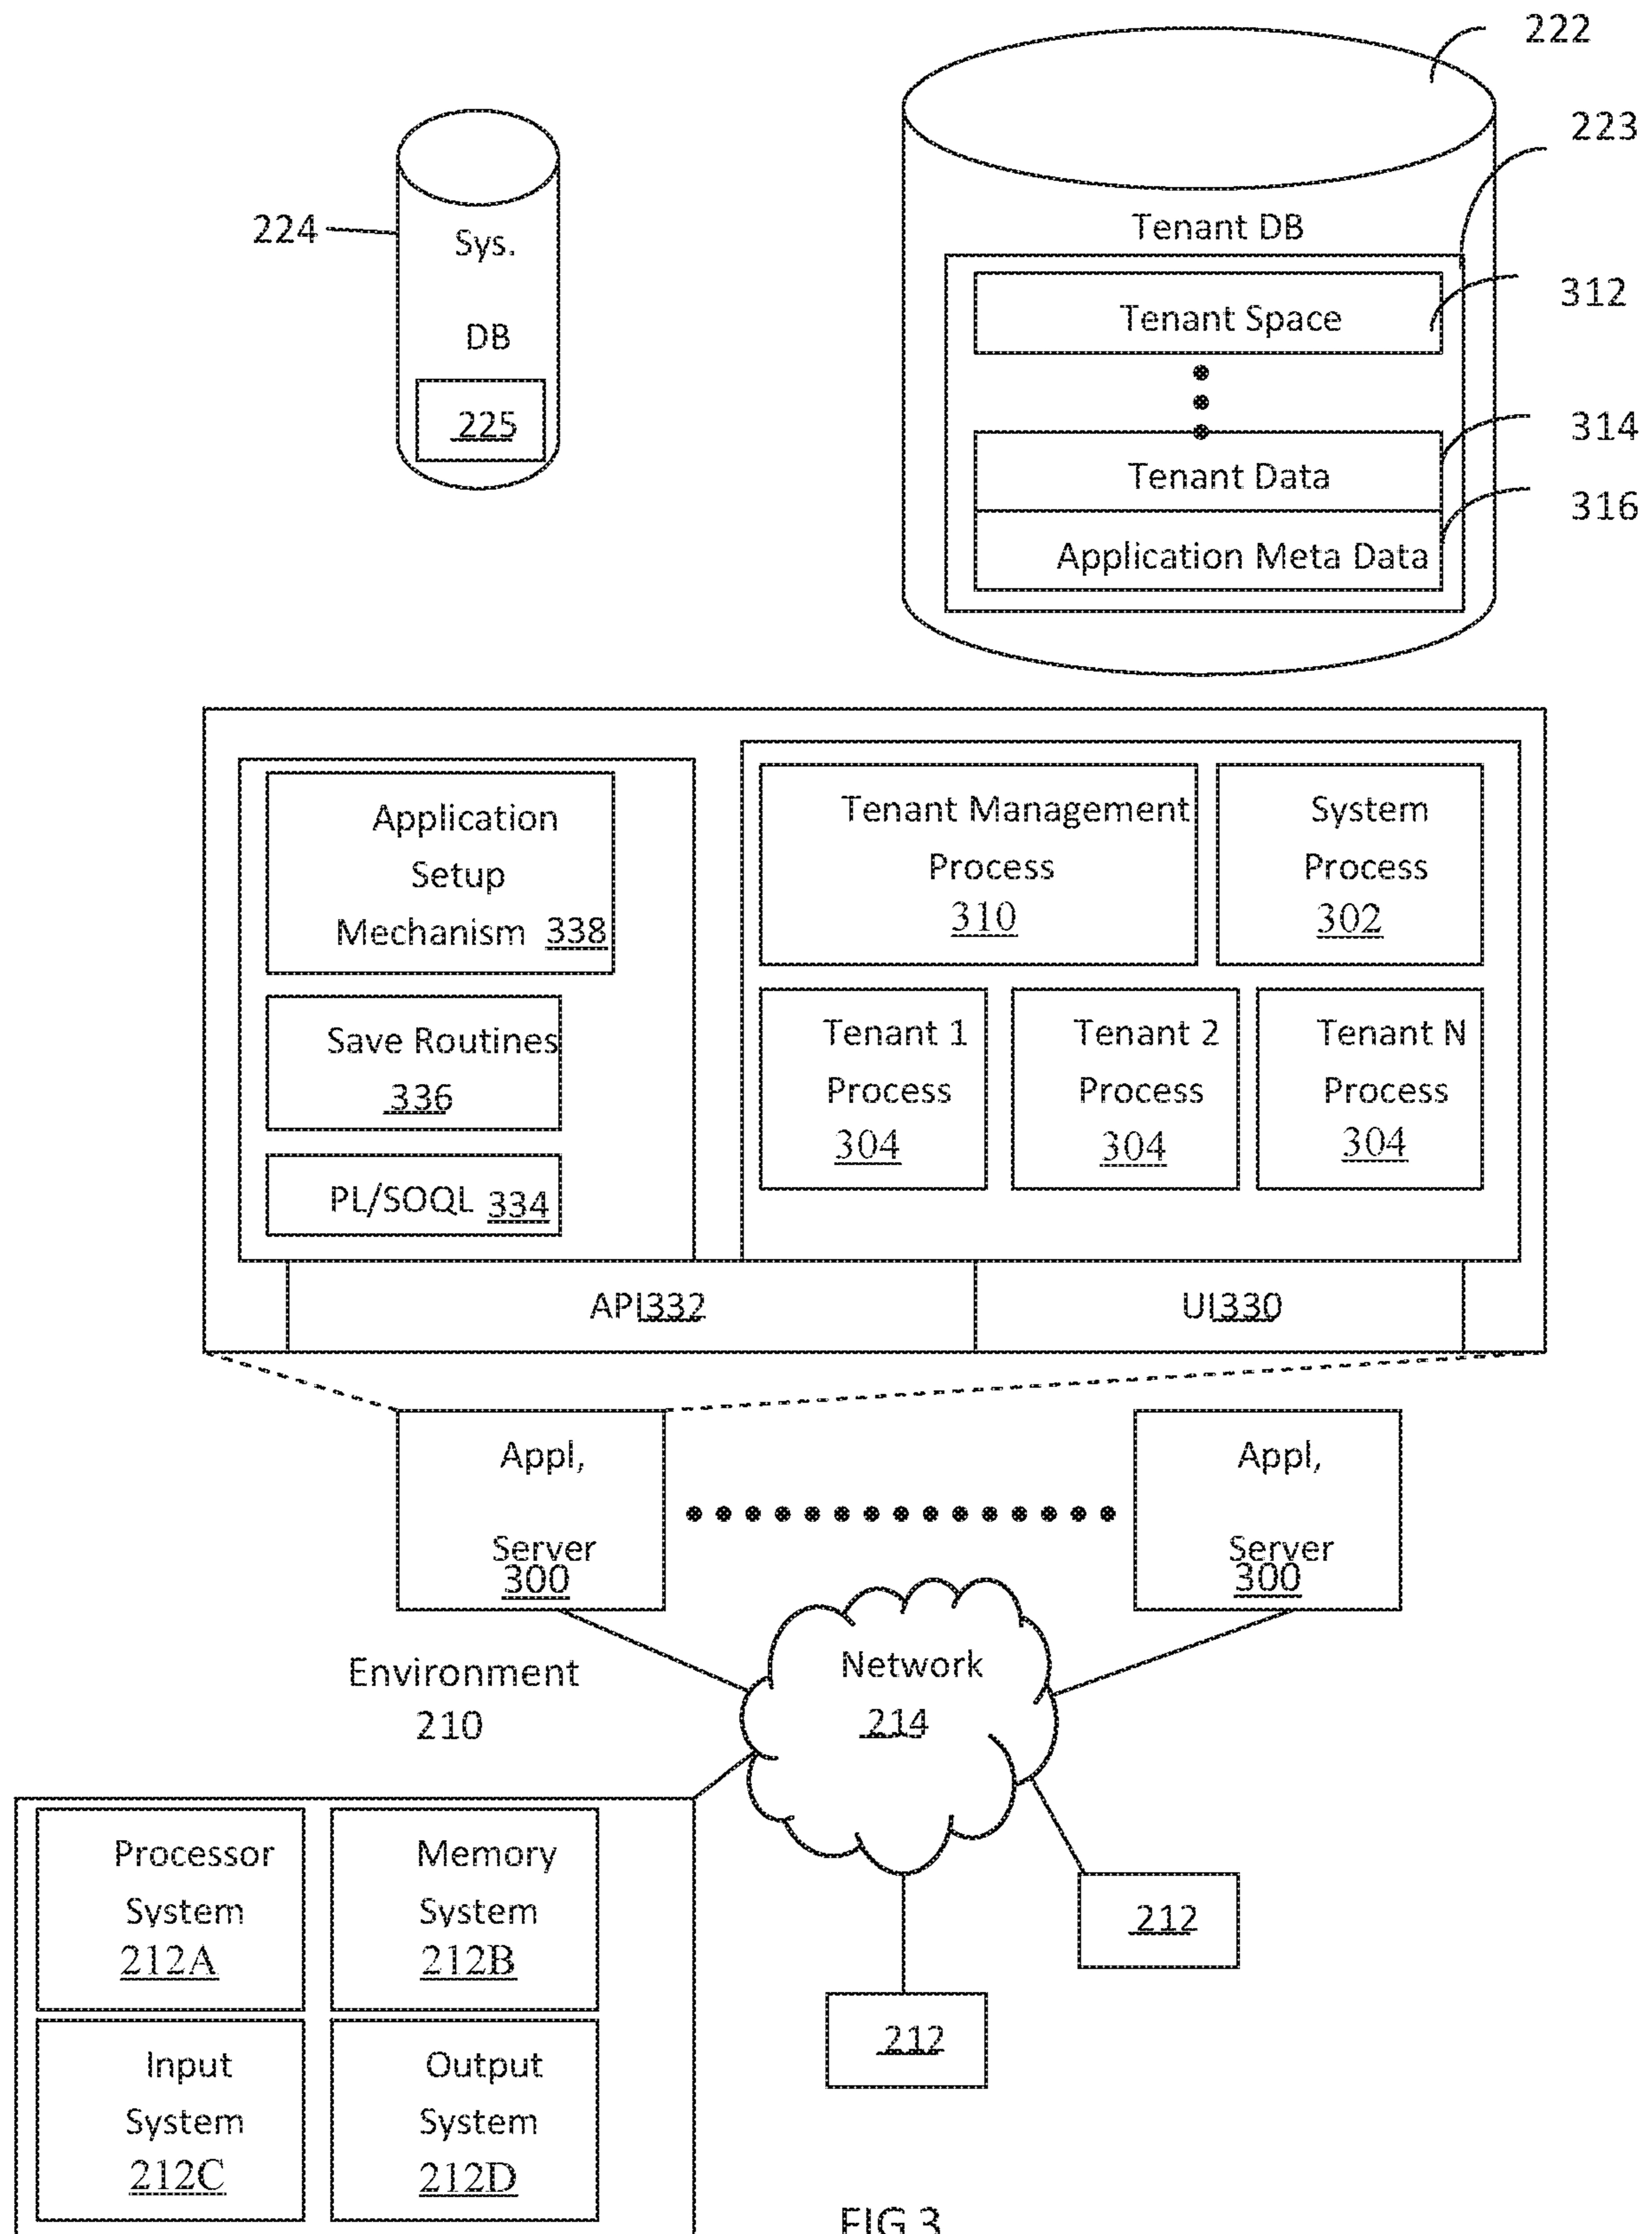 222
223
224
Sys.
DB
225
Tenant DB
Tenant Space
312
Tenant Data
314
Application Meta Data
316
Application
Setup
Mechanism 338
Save Routines
336
PL/SOQL 334
Tenant Management
Process
310
System
Process
302
Tenant 1
Process
304
Tenant 2
Process
304
Tenant N
Process
304
API332
UI330
Appl,
Server
300
Appl,
Server
300
Environment
210
Network
214
Processor
System
212A
Memory
System
212B
Input
System
212C
Output
System
212D
212
212
FIG 3